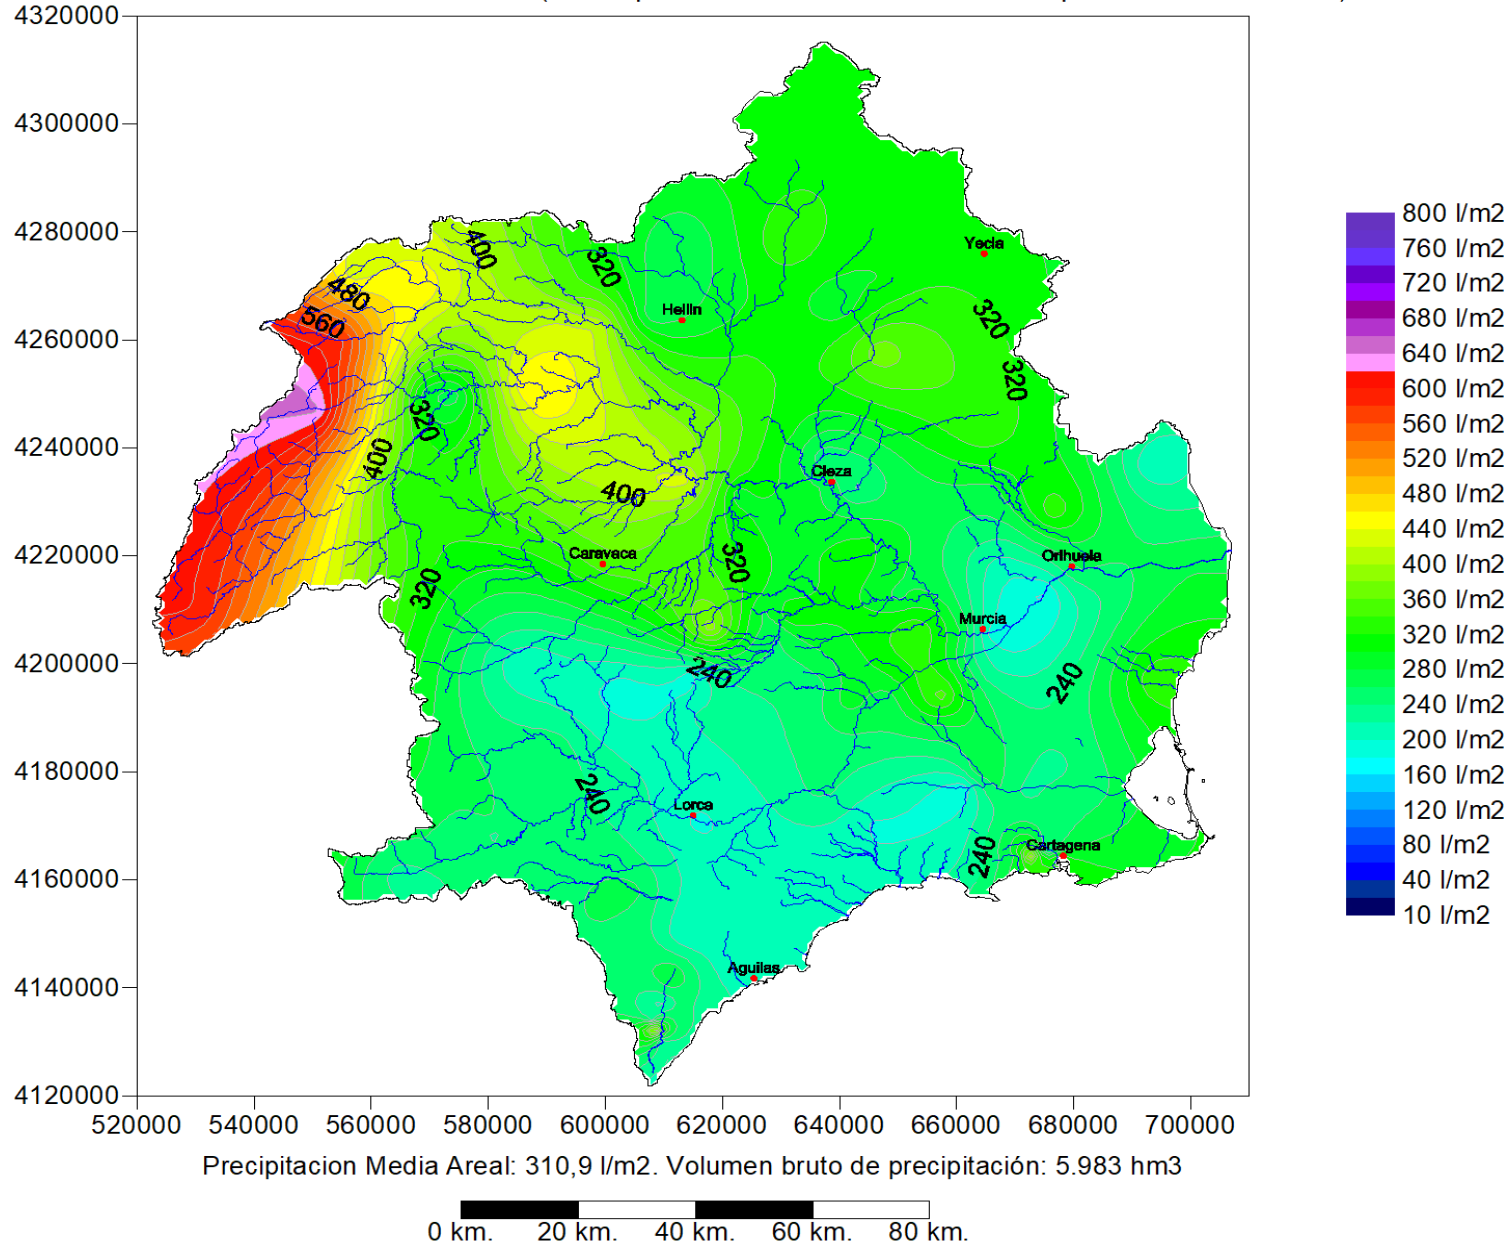 4320000
4300000
4280000
4260000
4240000
4220000
4200000
4180000
4160000
4140000
4120000
520000 540000 560000 580000 600000 620000 640000 660000 680000 700000
400
320
480
560
Yecla
Hellin
320
320
320
400
Cieza
400
Caravaca
320
Orihuela
320
Murcia
240
240
240
Lorca
240
Cartagena
Aguilas
800 l/m2
760 l/m2
720 l/m2
680 l/m2
640 l/m2
600 l/m2
560 l/m2
520 l/m2
480 l/m2
440 l/m2
400 l/m2
360 l/m2
320 l/m2
280 l/m2
240 l/m2
200 l/m2
160 l/m2
120 l/m2
80 l/m2
40 l/m2
10 l/m2
Precipitacion Media Areal: 310,9 l/m2. Volumen bruto de precipitación: 5.983 hm3
0 km. 20 km. 40 km. 60 km. 80 km.